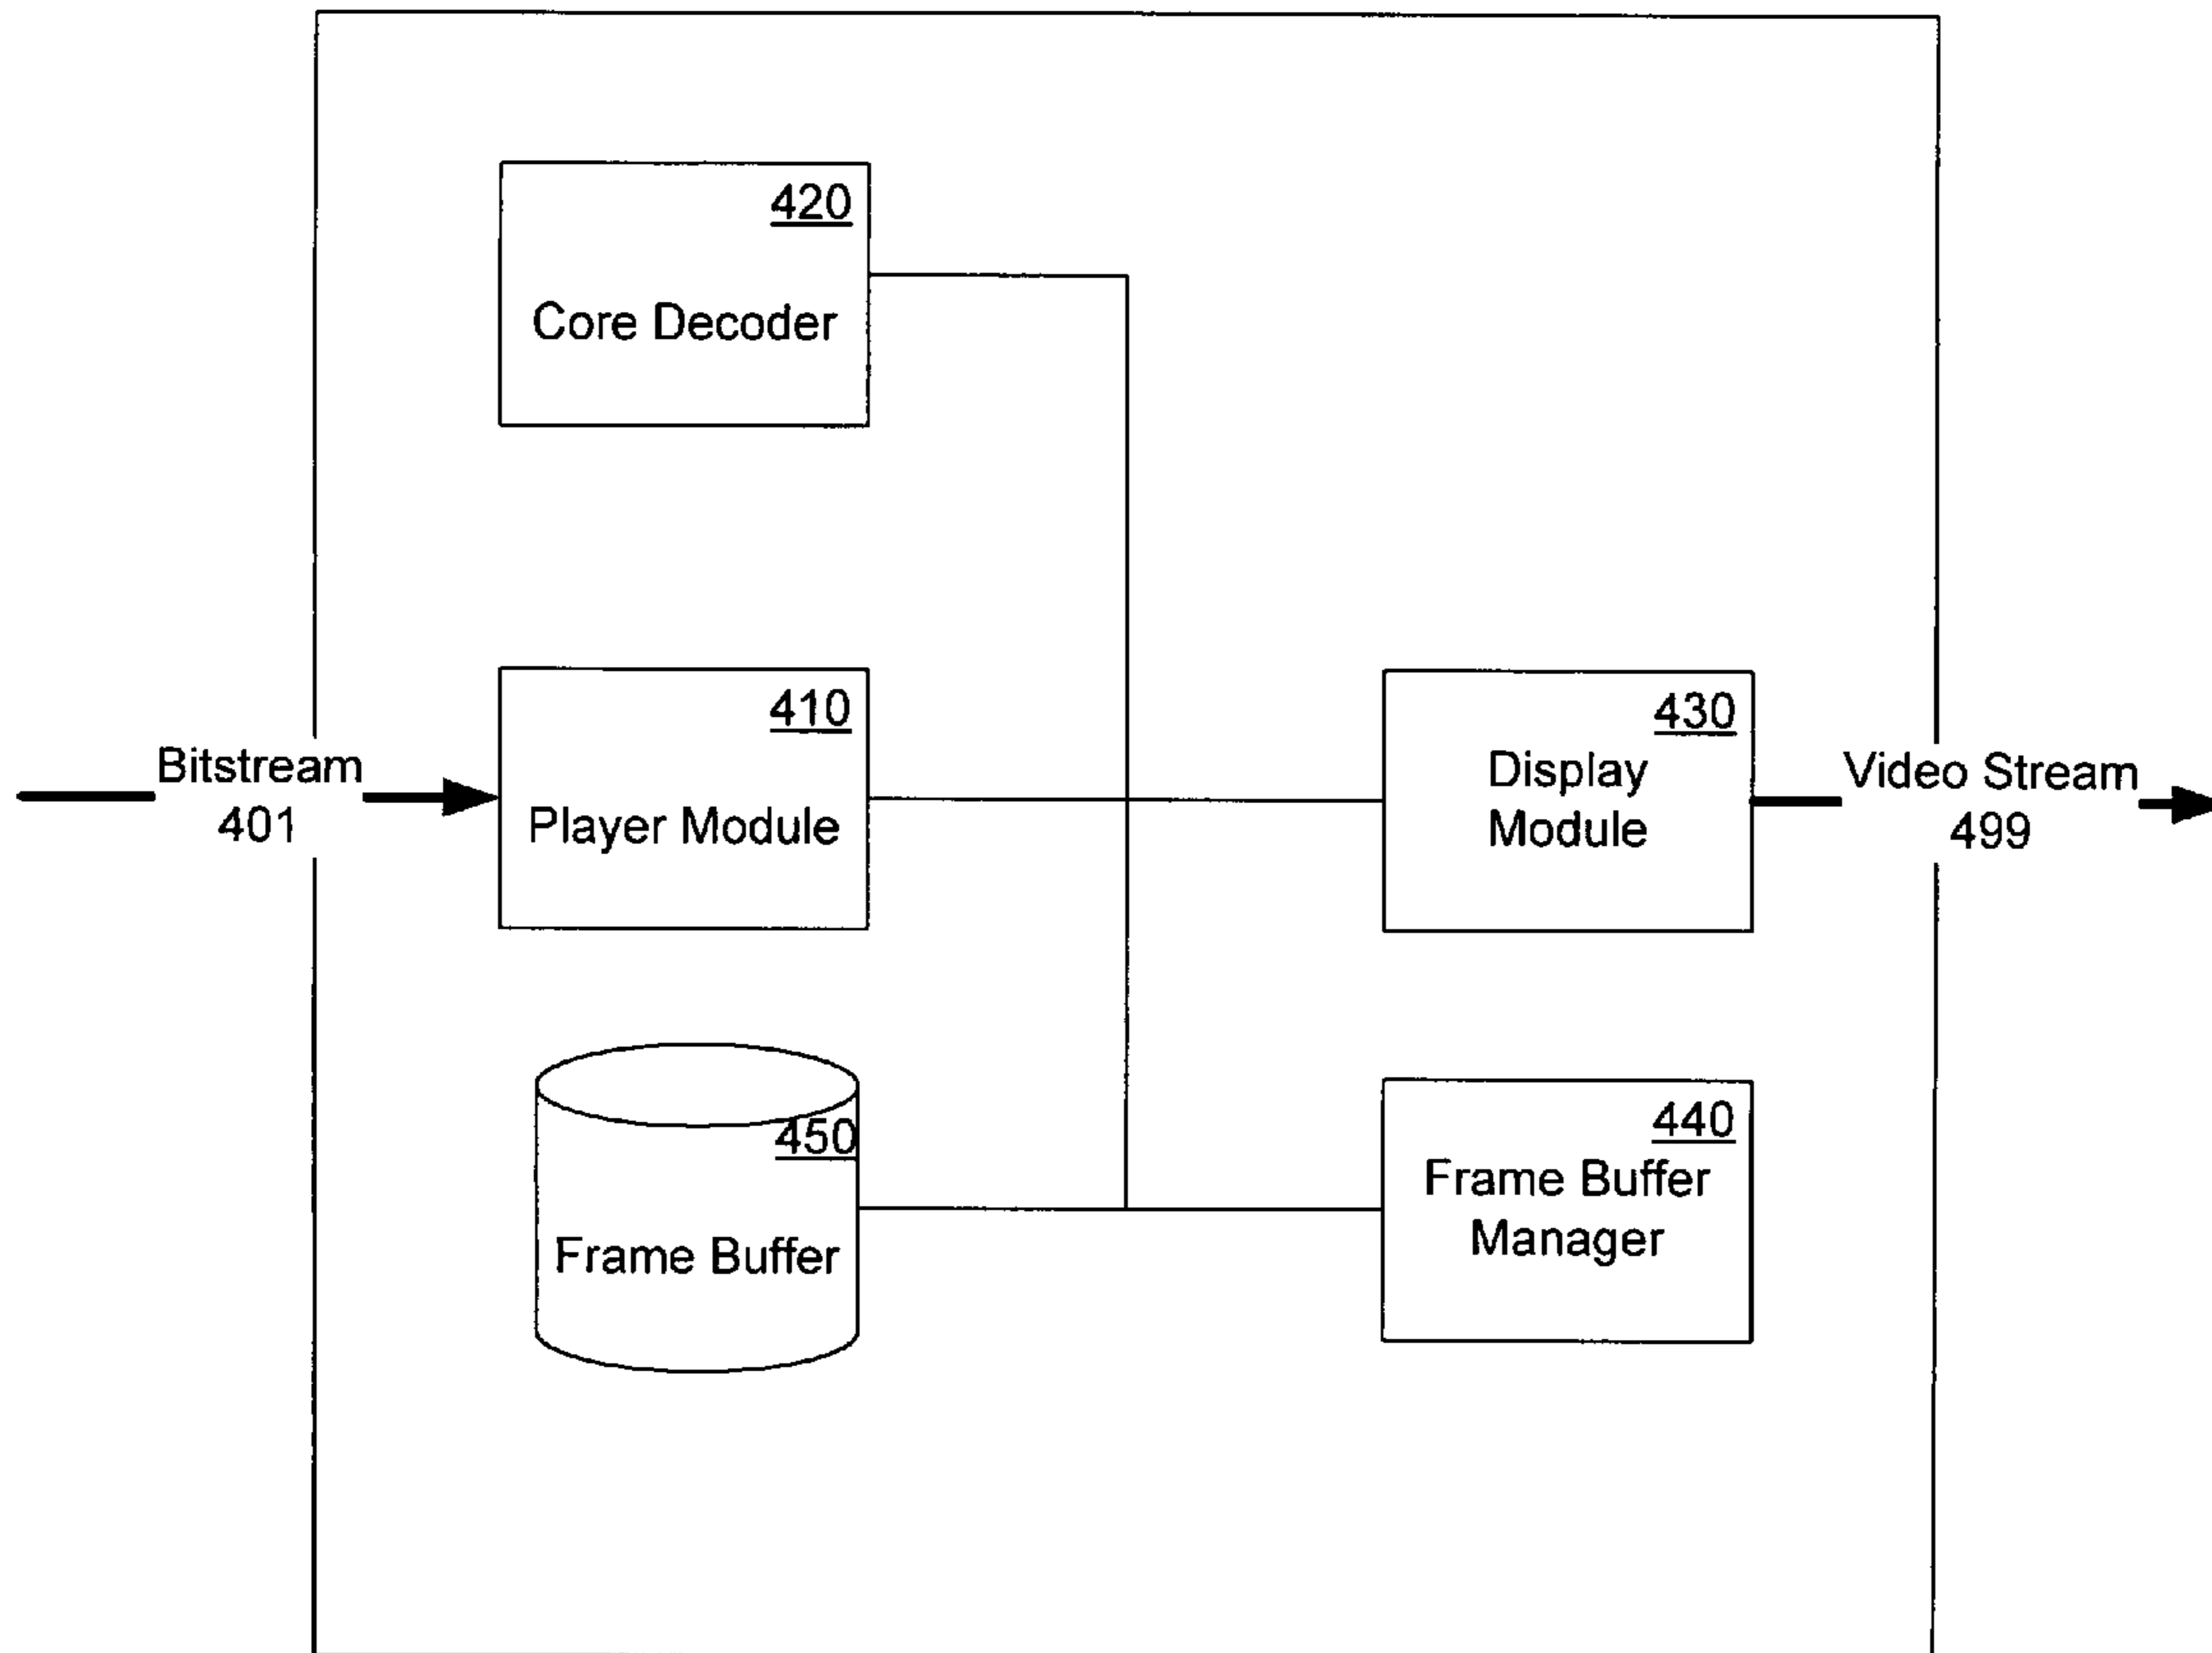 420
Core Decoder
410
Player Module
Bitstream
401
430
Display
Module
Video Stream
499
450
Frame Buffer
440
Frame Buffer
Manager